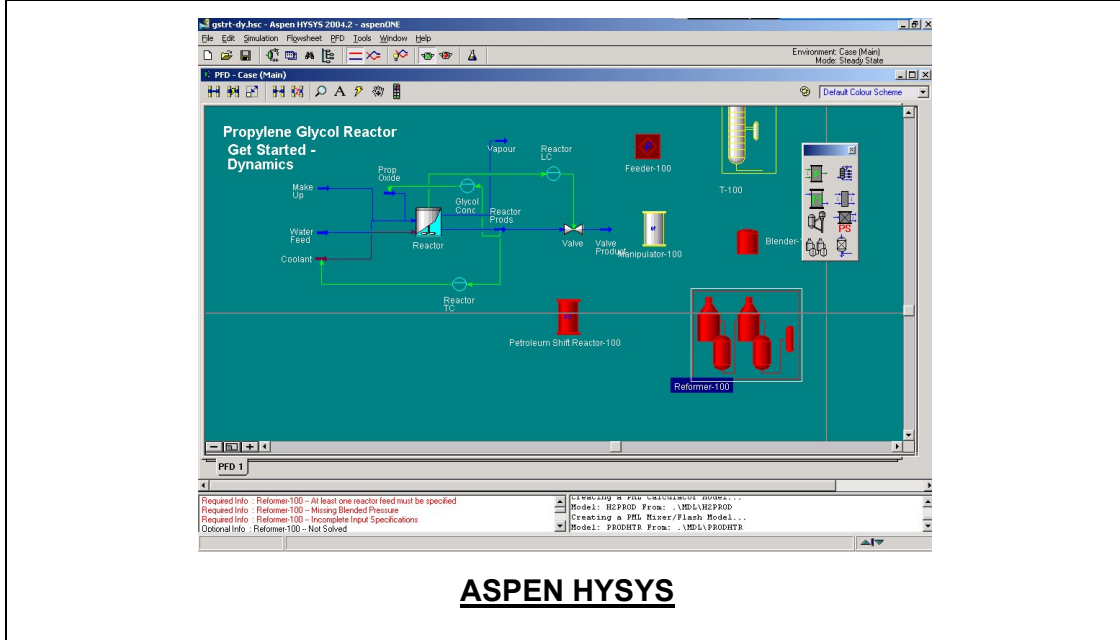 gstrt-dy.hsc - Aspen HYSYS 2004.2 - aspenONE
File Edit Simulation Flowsheet PFD Tools Window Help
Environment: Case (Main)
Mode: Steady State
PFD - Case (Main)
A
Default Colour Scheme
Propylene Glycol Reactor
Get Started -
Dynamics
Make
Up
Prop
Oxide
Vapour
Reactor
LC
Glycol
Conc
Reactor
Prods
Water
Feed
Reactor
Valve
Valve
Product
Coolant
Reactor
TC
Feeder-100
T-100
Manipulator-100
Blender-
PS
Petroleum Shift Reactor-100
Reformer-100
PFD 1
Required Info : Reformer-100 -- At least one reactor feed must be specified
Required Info : Reformer-100 -- Missing Blended Pressure
Required Info : Reformer-100 -- Incomplete Input Specifications
Optional Info : Reformer-100 -- Not Solved
Creating a PML Calculator Model...
Model: H2PROD From: .\MDL\H2PROD
Creating a PML Mixer/Flash Model...
Model: PRODHTR From: .\MDL\PRODHTR
ASPEN HYSYS